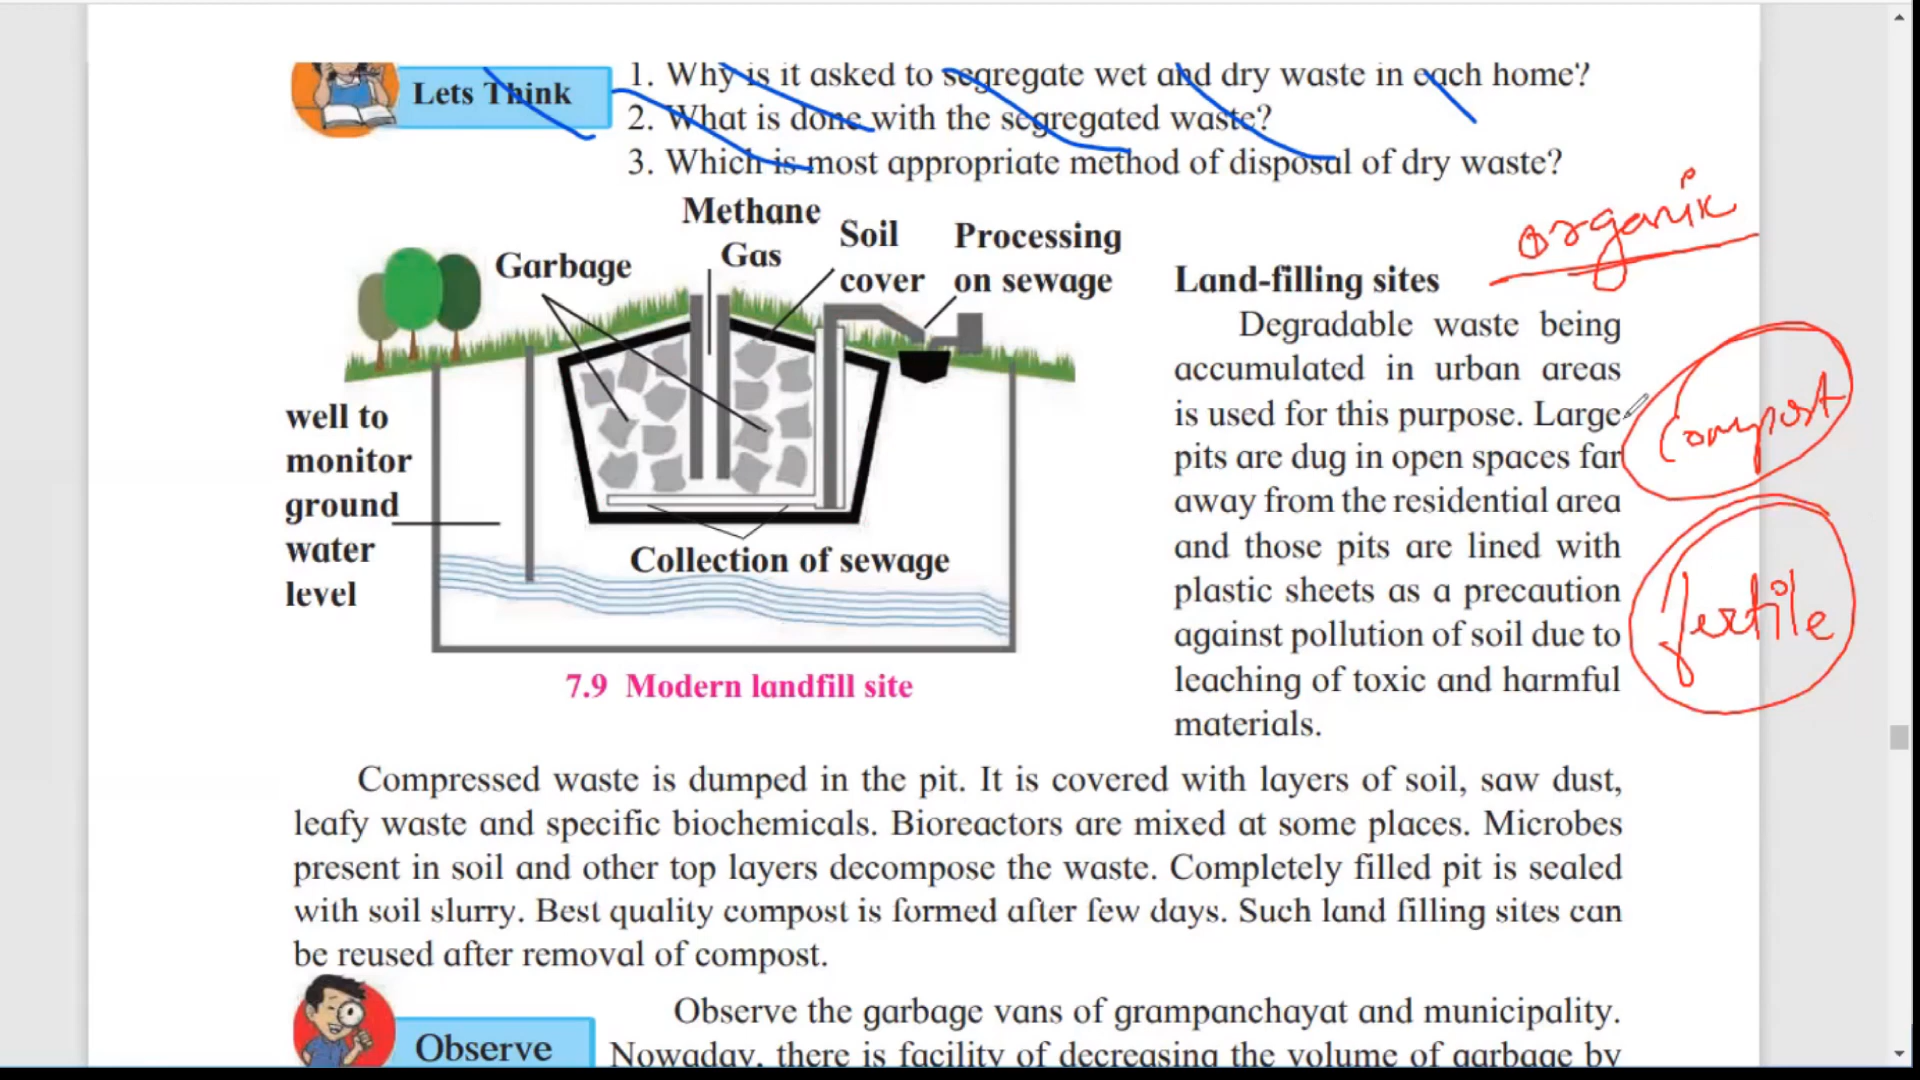 Lets Think
1. Why is it asked to segregate wet and dry waste in each home?
2. What is done with the segregated waste?
3. Which is most appropriate method of disposal of dry waste?
organic
Methane
Gas
Soil
cover
Processing
on sewage
Garbage
well to
monitor
ground
water
level
Collection of sewage
7.9 Modern landfill site
Land-filling sites
Degradable waste being
accumulated in urban areas
is used for this purpose. Large
pits are dug in open spaces far
away from the residential area
and those pits are lined with
plastic sheets as a precaution
against pollution of soil due to
leaching of toxic and harmful
materials.
Compost
fertile
Compressed waste is dumped in the pit. It is covered with layers of soil, saw dust,
leafy waste and specific biochemicals. Bioreactors are mixed at some places. Microbes
present in soil and other top layers decompose the waste. Completely filled pit is sealed
with soil slurry. Best quality compost is formed after few days. Such land filling sites can
be reused after removal of compost.
Observe
Observe the garbage vans of grampanchayat and municipality.
Nowaday, there is facility of decreasing the volume of garbage by